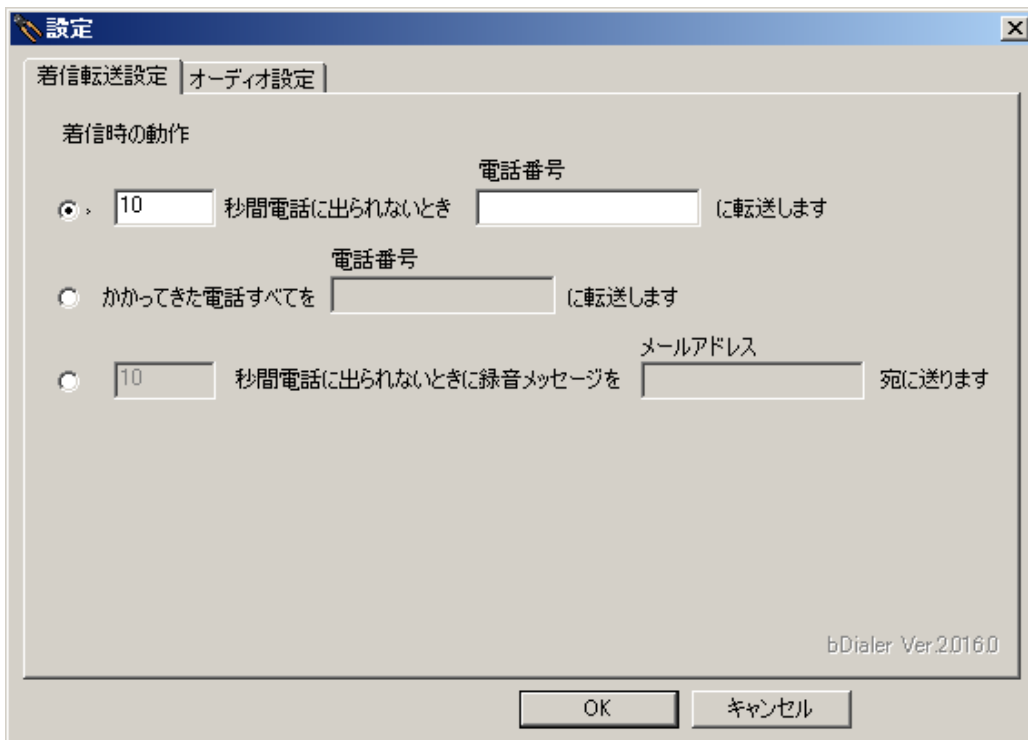 設定
着信転送設定 オーディオ設定
着信時の動作
電話番号
10 秒間電話に出られないとき に転送します
電話番号
かかってきた電話すべてを に転送します
メールアドレス
10 秒間電話に出られないときに録音メッセージを 宛に送ります
bDialer Ver.2.016.0
OK キャンセル